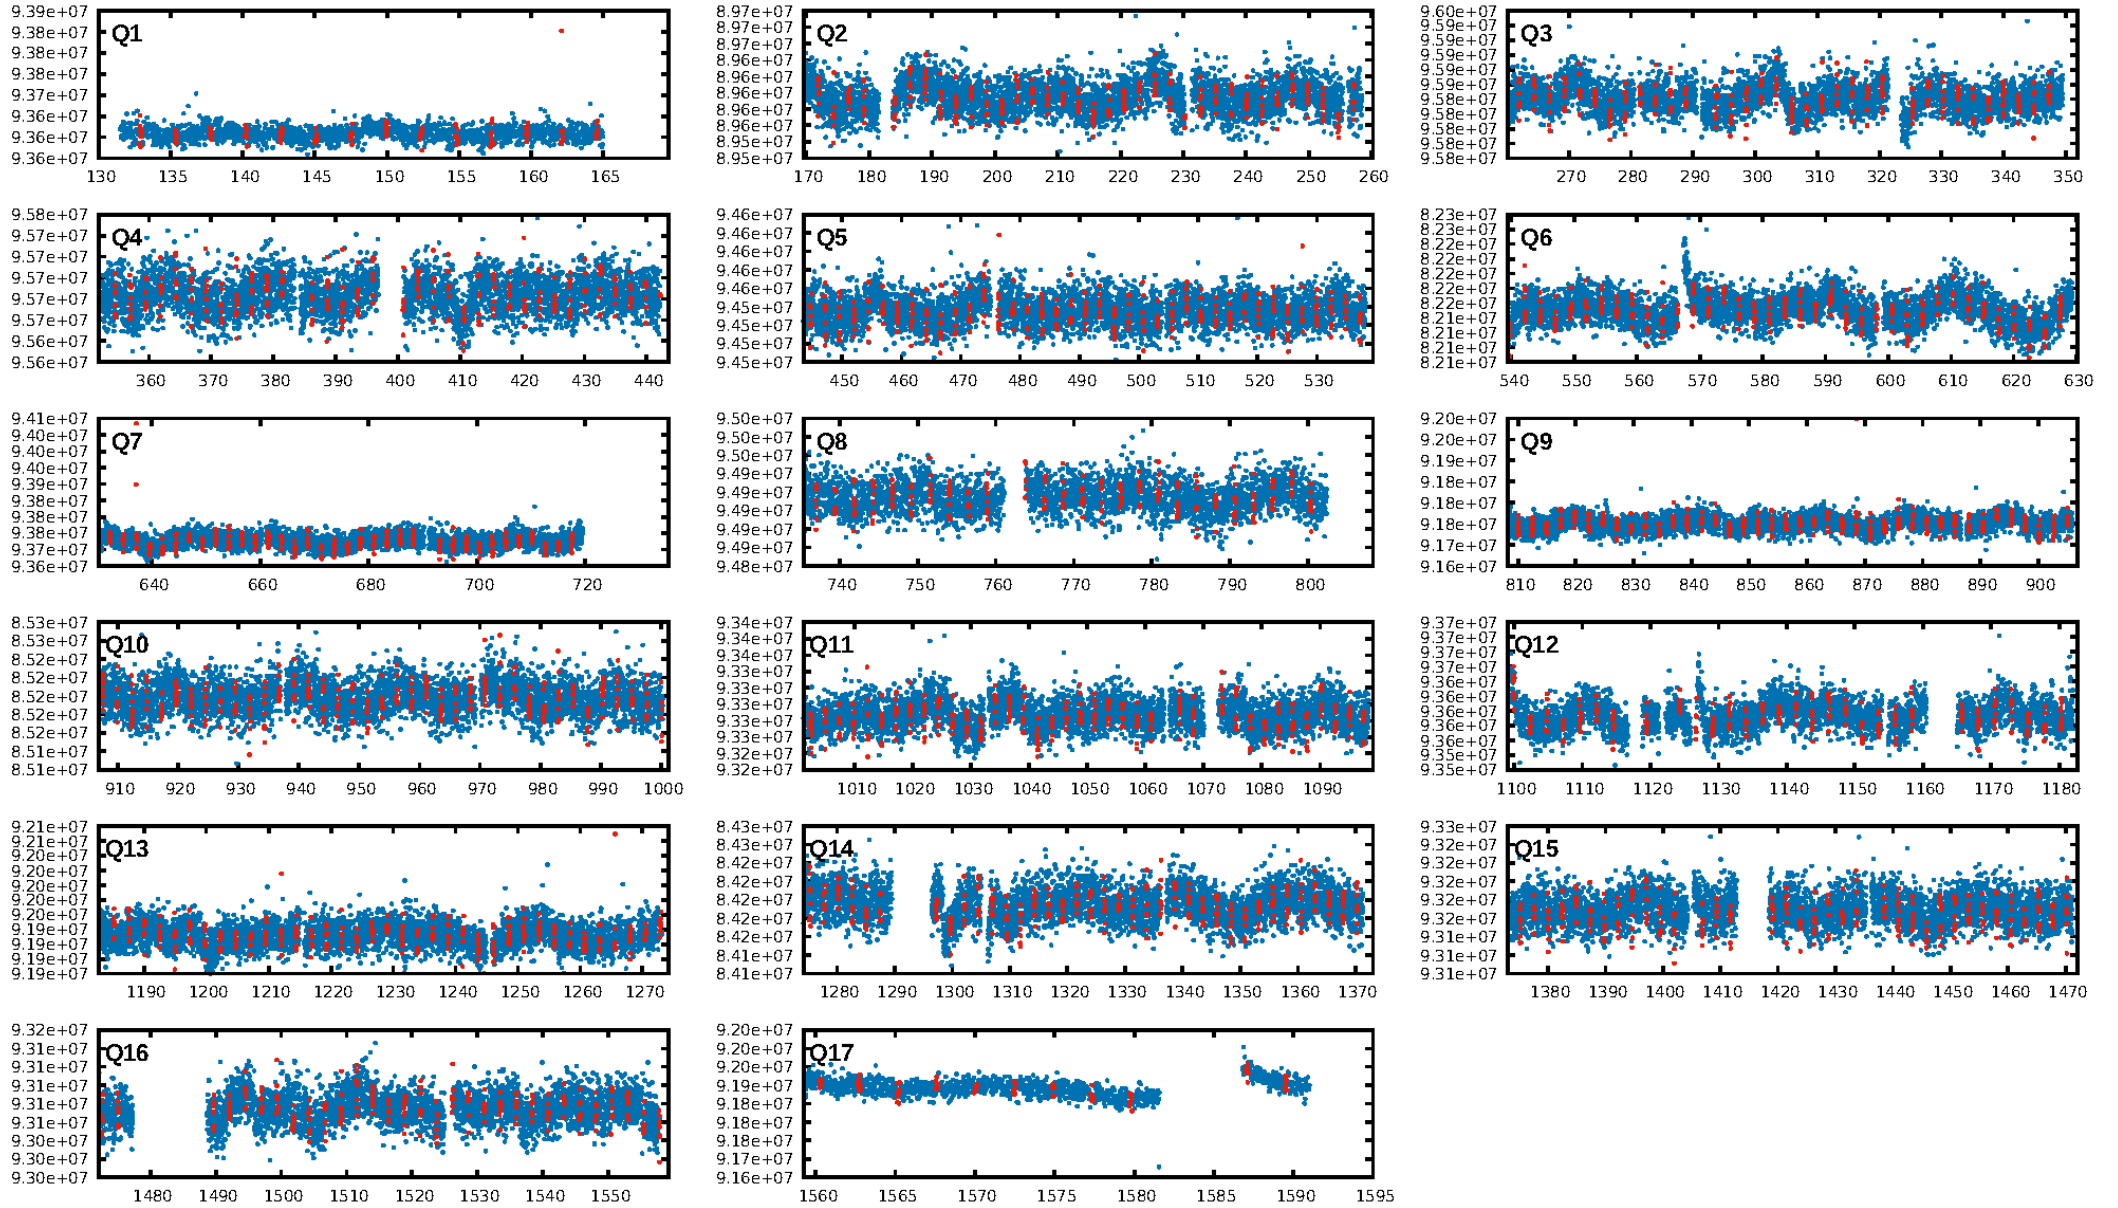 9.39e+07 9.38e+07 9.38e+07 9.38e+07 9.37e+07 9.36e+07 9.36e+07 9.36e+07
Q1
130 135 140 145 150 155 160 165
8.97e+07 8.97e+07 8.97e+07 8.96e+07 8.96e+07 8.96e+07 8.96e+07 8.96e+07 8.95e+07 8.95e+07
Q2
170 180 190 200 210 220 230 240 250 260
9.60e+07 9.59e+07 9.59e+07 9.59e+07 9.59e+07 9.58e+07 9.58e+07 9.58e+07 9.58e+07 9.58e+07
Q3
270 280 290 300 310 320 330 340 350
9.58e+07 9.57e+07 9.57e+07 9.57e+07 9.57e+07 9.57e+07 9.56e+07 9.56e+07
Q4
360 370 380 390 400 410 420 430 440
9.46e+07 9.46e+07 9.46e+07 9.46e+07 9.46e+07 9.45e+07 9.45e+07 9.45e+07 9.45e+07
Q5
450 460 470 480 490 500 510 520 530
8.23e+07 8.22e+07 8.22e+07 8.22e+07 8.22e+07 8.22e+07 8.22e+07 8.21e+07 8.21e+07 8.21e+07 8.21e+07
Q6
540 550 560 570 580 590 600 610 620 630
9.41e+07 9.40e+07 9.40e+07 9.40e+07 9.39e+07 9.38e+07 9.38e+07 9.38e+07 9.37e+07 9.36e+07
Q7
640 660 680 700 720
9.50e+07 9.50e+07 9.50e+07 9.49e+07 9.49e+07 9.49e+07 9.49e+07 9.49e+07 9.48e+07
Q8
740 750 760 770 780 790 800
9.20e+07 9.20e+07 9.19e+07 9.19e+07 9.18e+07 9.18e+07 9.17e+07 9.16e+07
Q9
810 820 830 840 850 860 870 880 890 900
8.53e+07 8.53e+07 8.52e+07 8.52e+07 8.52e+07 8.52e+07 8.52e+07 8.51e+07 8.51e+07
Q10
910 920 930 940 950 960 970 980 990 1000
9.34e+07 9.34e+07 9.34e+07 9.33e+07 9.33e+07 9.33e+07 9.33e+07 9.32e+07 9.32e+07
Q11
1010 1020 1030 1040 1050 1060 1070 1080 1090
9.37e+07 9.37e+07 9.37e+07 9.37e+07 9.36e+07 9.36e+07 9.36e+07 9.36e+07 9.36e+07 9.35e+07 9.35e+07
Q12
1100 1110 1120 1130 1140 1150 1160 1170 1180
9.21e+07 9.20e+07 9.20e+07 9.20e+07 9.20e+07 9.20e+07 9.20e+07 9.19e+07 9.19e+07 9.19e+07 9.19e+07
Q13
1190 1200 1210 1220 1230 1240 1250 1260 1270
8.43e+07 8.43e+07 8.42e+07 8.42e+07 8.42e+07 8.42e+07 8.42e+07 8.41e+07 8.41e+07
Q14
1280 1290 1300 1310 1320 1330 1340 1350 1360 1370
9.33e+07 9.32e+07 9.32e+07 9.32e+07 9.32e+07 9.32e+07 9.31e+07 9.31e+07 9.31e+07
Q15
1380 1390 1400 1410 1420 1430 1440 1450 1460 1470
9.32e+07 9.31e+07 9.31e+07 9.31e+07 9.31e+07 9.31e+07 9.30e+07 9.30e+07 9.30e+07
Q16
1480 1490 1500 1510 1520 1530 1540 1550
9.20e+07 9.20e+07 9.20e+07 9.19e+07 9.18e+07 9.18e+07 9.18e+07 9.17e+07 9.16e+07
Q17
1560 1565 1570 1575 1580 1585 1590 1595